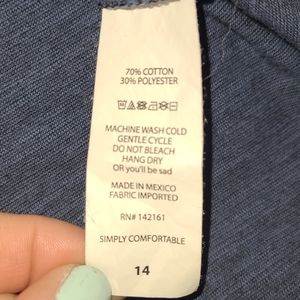 70% COTTON
30% POLYESTER
MACHINE WASH COLD
GENTLE CYCLE
DO NOT BLEACH
HANG DRY
OR you'll be sad
MADE IN MEXICO
FABRIC IMPORTED
RN# 142161
SIMPLY COMFORTABLE
14